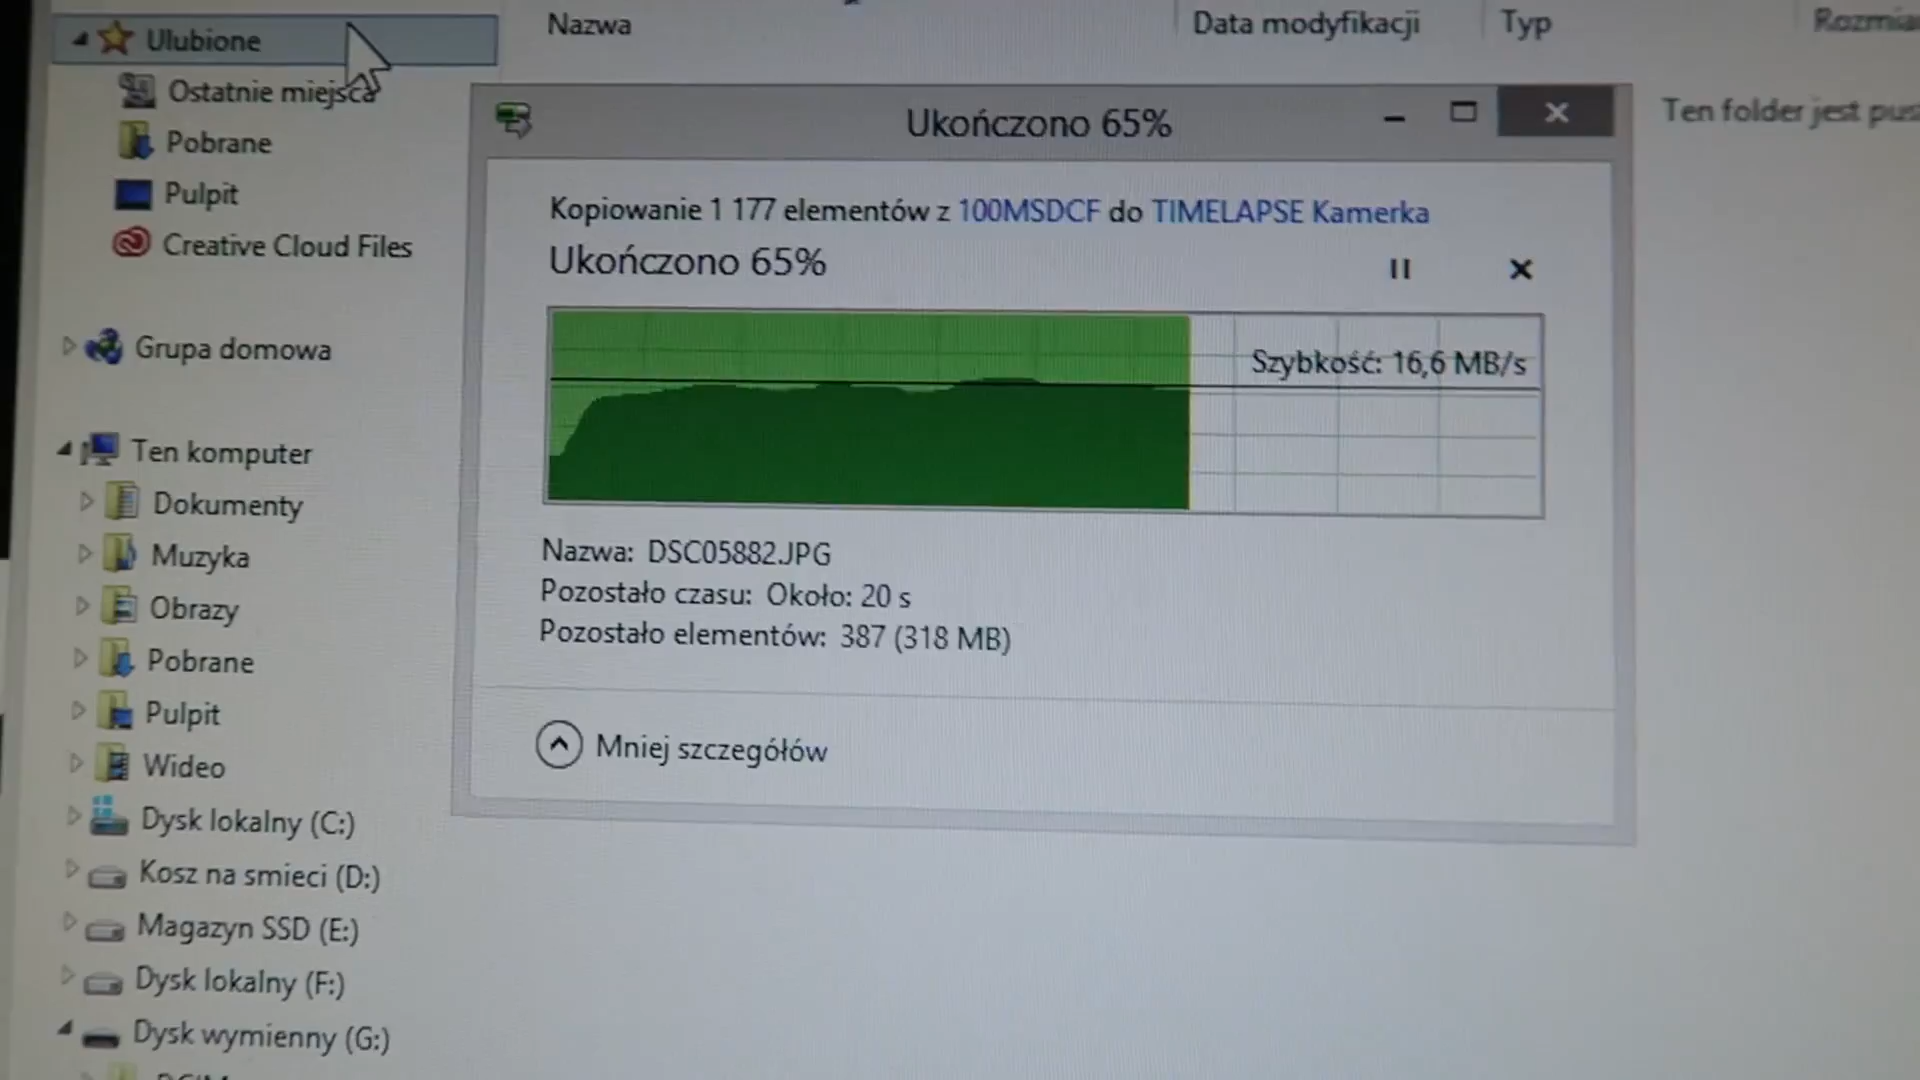 Ulubione
Ostatnie miejsca
Pobrane
Pulpit
Creative Cloud Files
Grupa domowa
Ten komputer
Dokumenty
Muzyka
Obrazy
Pobrane
Pulpit
Wideo
Dysk lokalny (C:)
Kosz na smieci (D:)
Magazyn SSD (E:)
Dysk lokalny (F:)
Dysk wymienny (G:)
Nazwa Data modyfikacji Typ
Ten folder jest
Ukończono 65%
Kopiowanie 1 177 elementów z 100MSDCF do TIMELAPSE Kamerka
Ukończono 65%
Szybkość: 16,6 MB/s
Nazwa: DSC05882.JPG
Pozostało czasu: Około: 20 s
Pozostało elementów: 387 (318 MB)
Mniej szczegółów